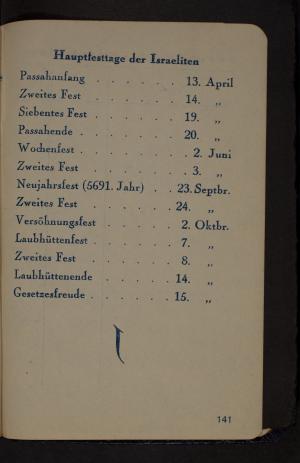 Hauptfesttage der Israeliten
Passahanfang . . . . . . 13. April
Zweites Fest . . . . . . 14. „
Siebentes Fest . . . . . . 19. „
Passahende . . . . . . . 20. „
Wochenfest . . . . . . . 2. Juni
Zweites Fest . . . . . . 3. „
Neujahrsfest (5691. Jahr) . . 23. Septbr.
Zweites Fest . . . . . . 24. „
Versöhnungsfest . . . . . 2. Oktbr.
Laubhüttenfest . . . . . . 7. „
Zweites Fest . . . . . . 8. „
Laubhüttenende . . . . . 14. „
Gesetzesfreude . . . . . . 15. „
141